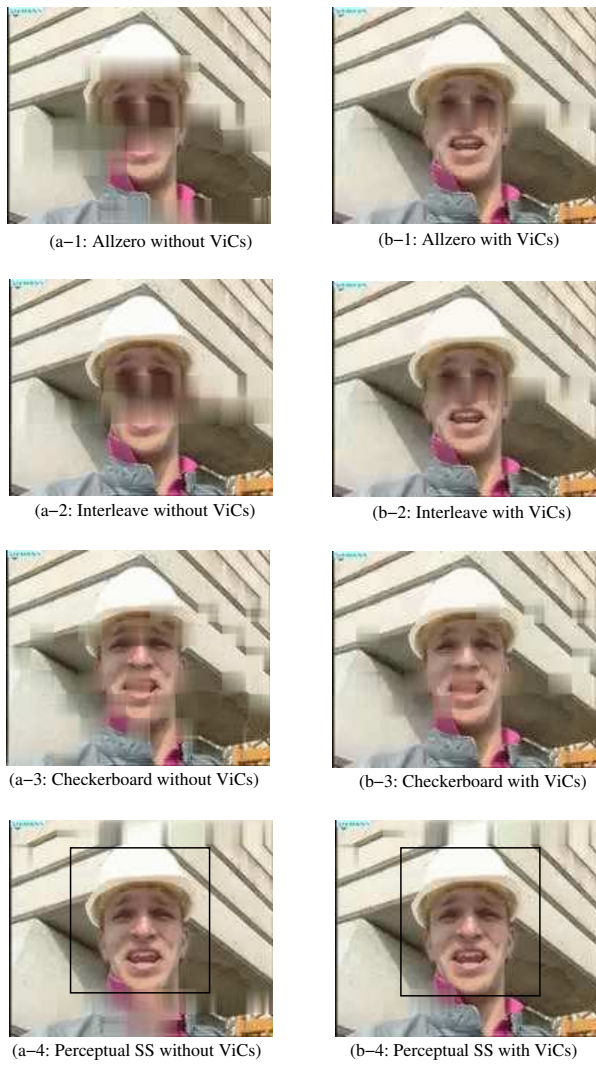 (a−1: Allzero without ViCs)
(b−1: Allzero with ViCs)
(a−2: Interleave without ViCs)
(b−2: Interleave with ViCs)
(a−3: Checkerboard without ViCs)
(b−3: Checkerboard with ViCs)
(a−4: Perceptual SS without ViCs)
(b−4: Perceptual SS with ViCs)